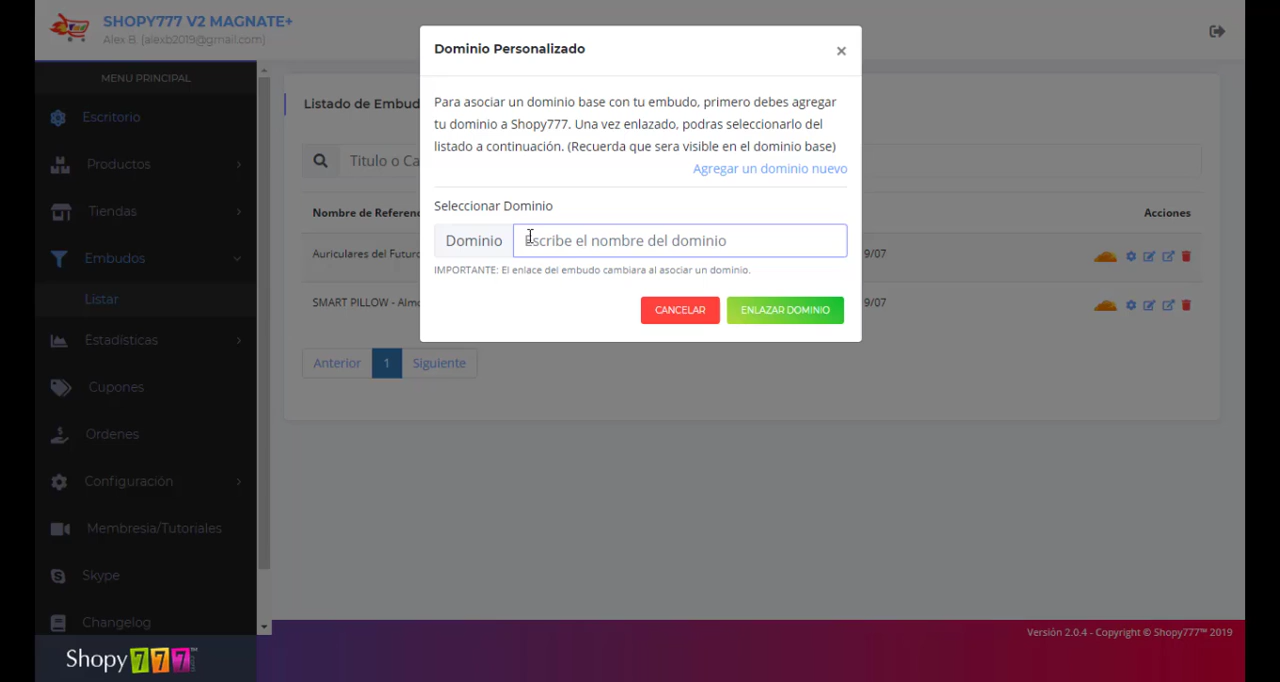 SHOPY777 V2 MAGNATE+
Alex B. [alexb2019@gmail.com]
MENU PRINCIPAL
Escritorio
Productos
Tiendas
Embudos
Listar
Estadísticas
Cupones
Ordenes
Configuración
Membresia/Tutoriales
Skype
Changelog
Shopy777™
Dominio Personalizado
×
Para asociar un dominio base con tu embudo, primero debes agregar
tu dominio a Shopy777. Una vez enlazado, podras seleccionarlo del
listado a continuación. (Recuerda que sera visible en el dominio base)
Agregar un dominio nuevo
Seleccionar Dominio
Dominio
Escribe el nombre del dominio
IMPORTANTE: El enlace del embudo cambiara al asociar un dominio.
CANCELAR
ENLAZAR DOMINIO
Listado de Embud
Titulo o Ca
Nombre de Referenc
Acciones
Auriculares del Futuro
9/07
SMART PILLOW - Almo
9/07
Anterior
1
Siguiente
Versión 2.0.4 - Copyright © Shopy777™ 2019